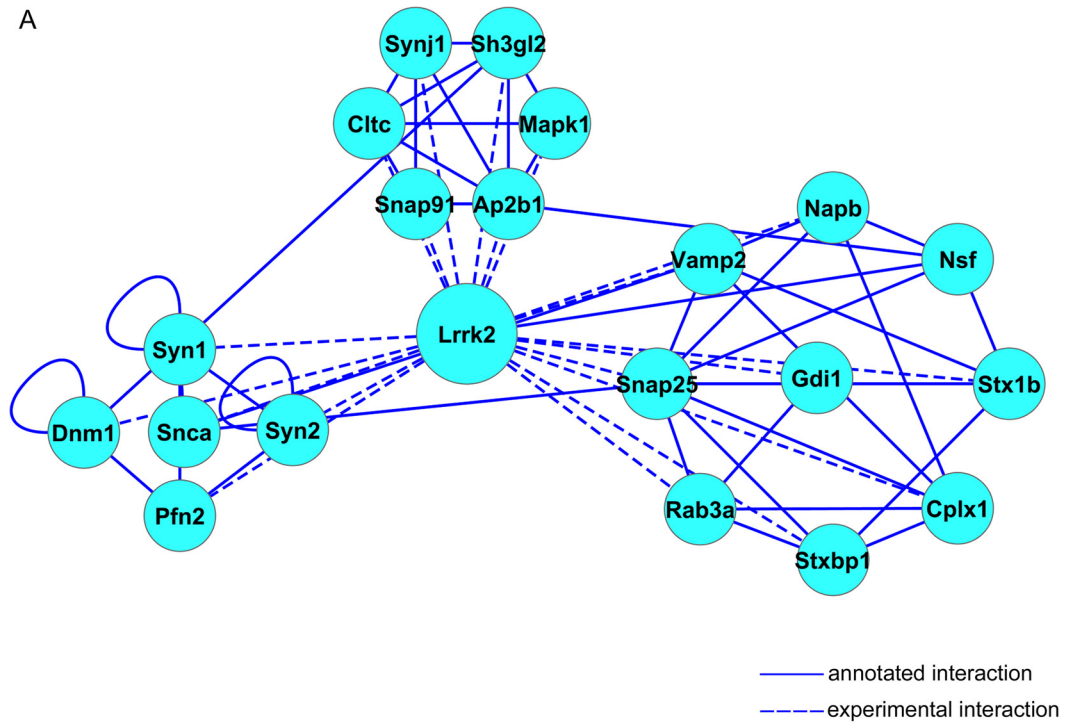 A
Synj1 Sh3gl2
Cltc Mapk1
Snap91 Ap2b1
Napb
Vamp2 Nsf
Lrrk2
Syn1
Snap25 Gdi1 Stx1b
Dnm1 Snca Syn2
Rab3a Cplx1
Pfn2
Stxbp1
annotated interaction
experimental interaction